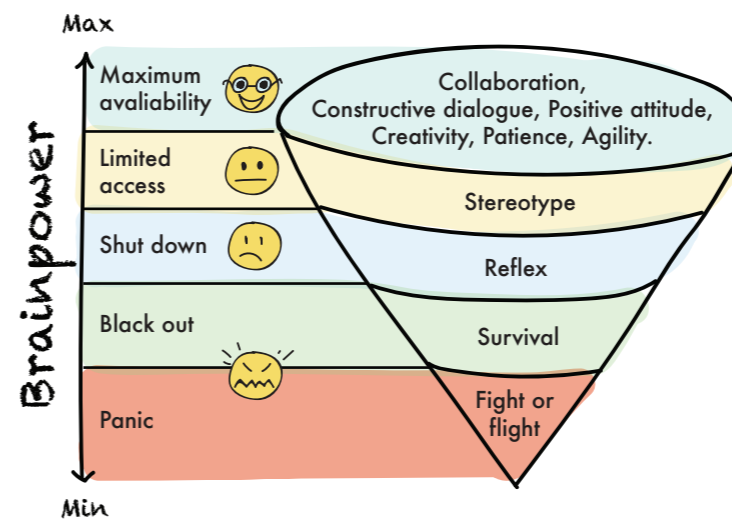 Max
Brainpower
Maximum
avaliability
Collaboration,
Constructive dialogue, Positive attitude,
Creativity, Patience, Agility.
Limited
access
Stereotype
Shut down
Reflex
Black out
Survival
Panic
Fight or
flight
Min